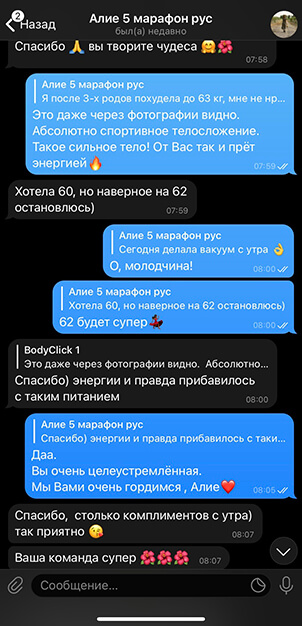 2
Назад
Алие 5 марафон рус
был(а) недавно
Спасибо 🙏 вы творите чудеса 🤗🌺
07:58
Алие 5 марафон рус
Я после 3-х родов похудела до 63 кг, мне не нр...
Это даже через фотографии видно.
Абсолютно спортивное телосложение.
Такое сильное тело! От Вас так и прёт
энергией🔥
07:59
Хотела 60, но наверное на 62
остановлюсь)
07:59
Алие 5 марафон рус
Сегодня делала вакуум с утра 👌
О, молодчина!
08:00
Алие 5 марафон рус
Хотела 60, но наверное на 62 остановлюсь)
62 будет супер💃
08:00
BodyClick 1
Это даже через фотографии видно. Абсолютно...
Спасибо) энергии и правда прибавилось
с таким питанием
08:00
Алие 5 марафон рус
Спасибо) энергии и правда прибавилось с таки...
Даа.
Вы очень целеустремлённая.
Мы Вами очень гордимся , Алие❤️
08:05
Спасибо, столько комплиментов с утра)
так приятно 😘
08:07
Ваша команда супер 🌺🌺🌺
08:07
Сообщение...